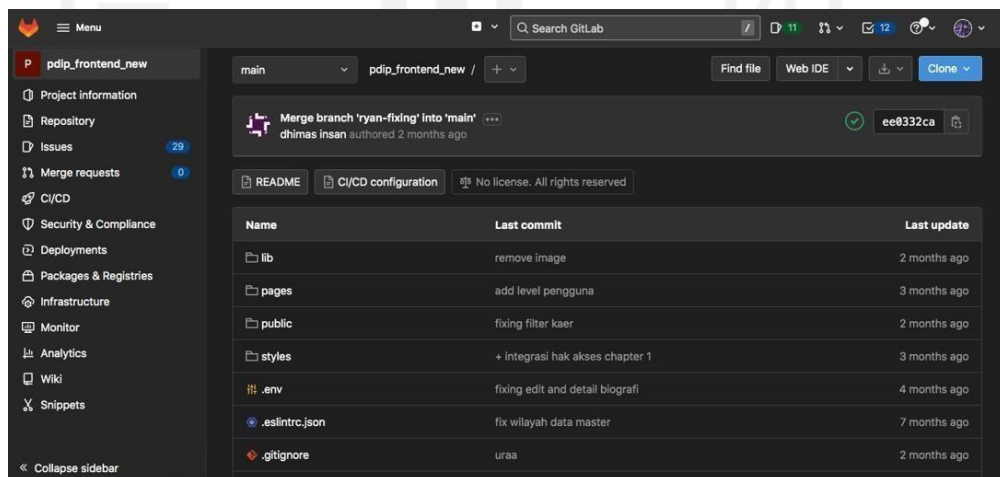 Menu
Search GitLab
/
11
12
P pdip_frontend_new
Project information
Repository
Issues 29
Merge requests 0
CI/CD
Security & Compliance
Deployments
Packages & Registries
Infrastructure
Monitor
Analytics
Wiki
Snippets
Collapse sidebar
main pdip_frontend_new / +
Find file Web IDE Clone
Merge branch 'ryan-fixing' into 'main'
dhimas insan authored 2 months ago
ee0332ca
README CI/CD configuration No license. All rights reserved
Name Last commit Last update
lib remove image 2 months ago
pages add level pengguna 3 months ago
public fixing filter kaer 2 months ago
styles + integrasi hak akses chapter 1 3 months ago
.env fixing edit dan detail biografi 4 months ago
.eslintrc.json fix wilayah data master 7 months ago
.gitignore uraa 2 months ago